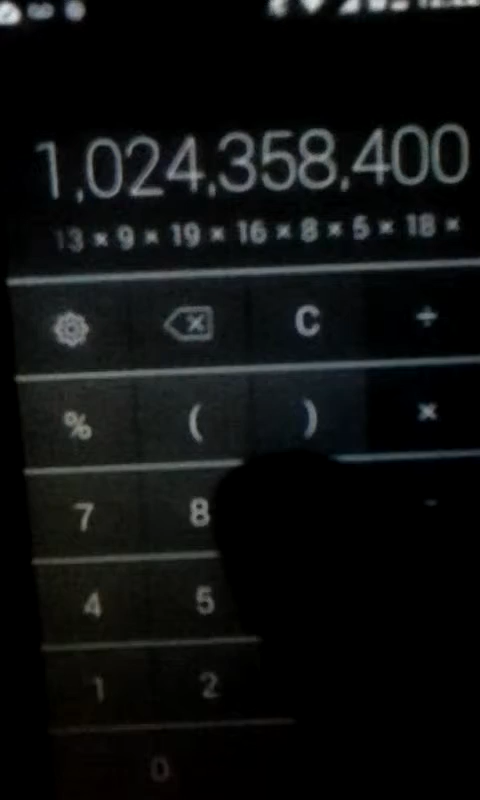 1,024,358,400
13 × 9 × 19 × 16 × 8 × 5 × 18 ×
C ÷
% ( ) ×
7 8 -
4 5
1 2
0